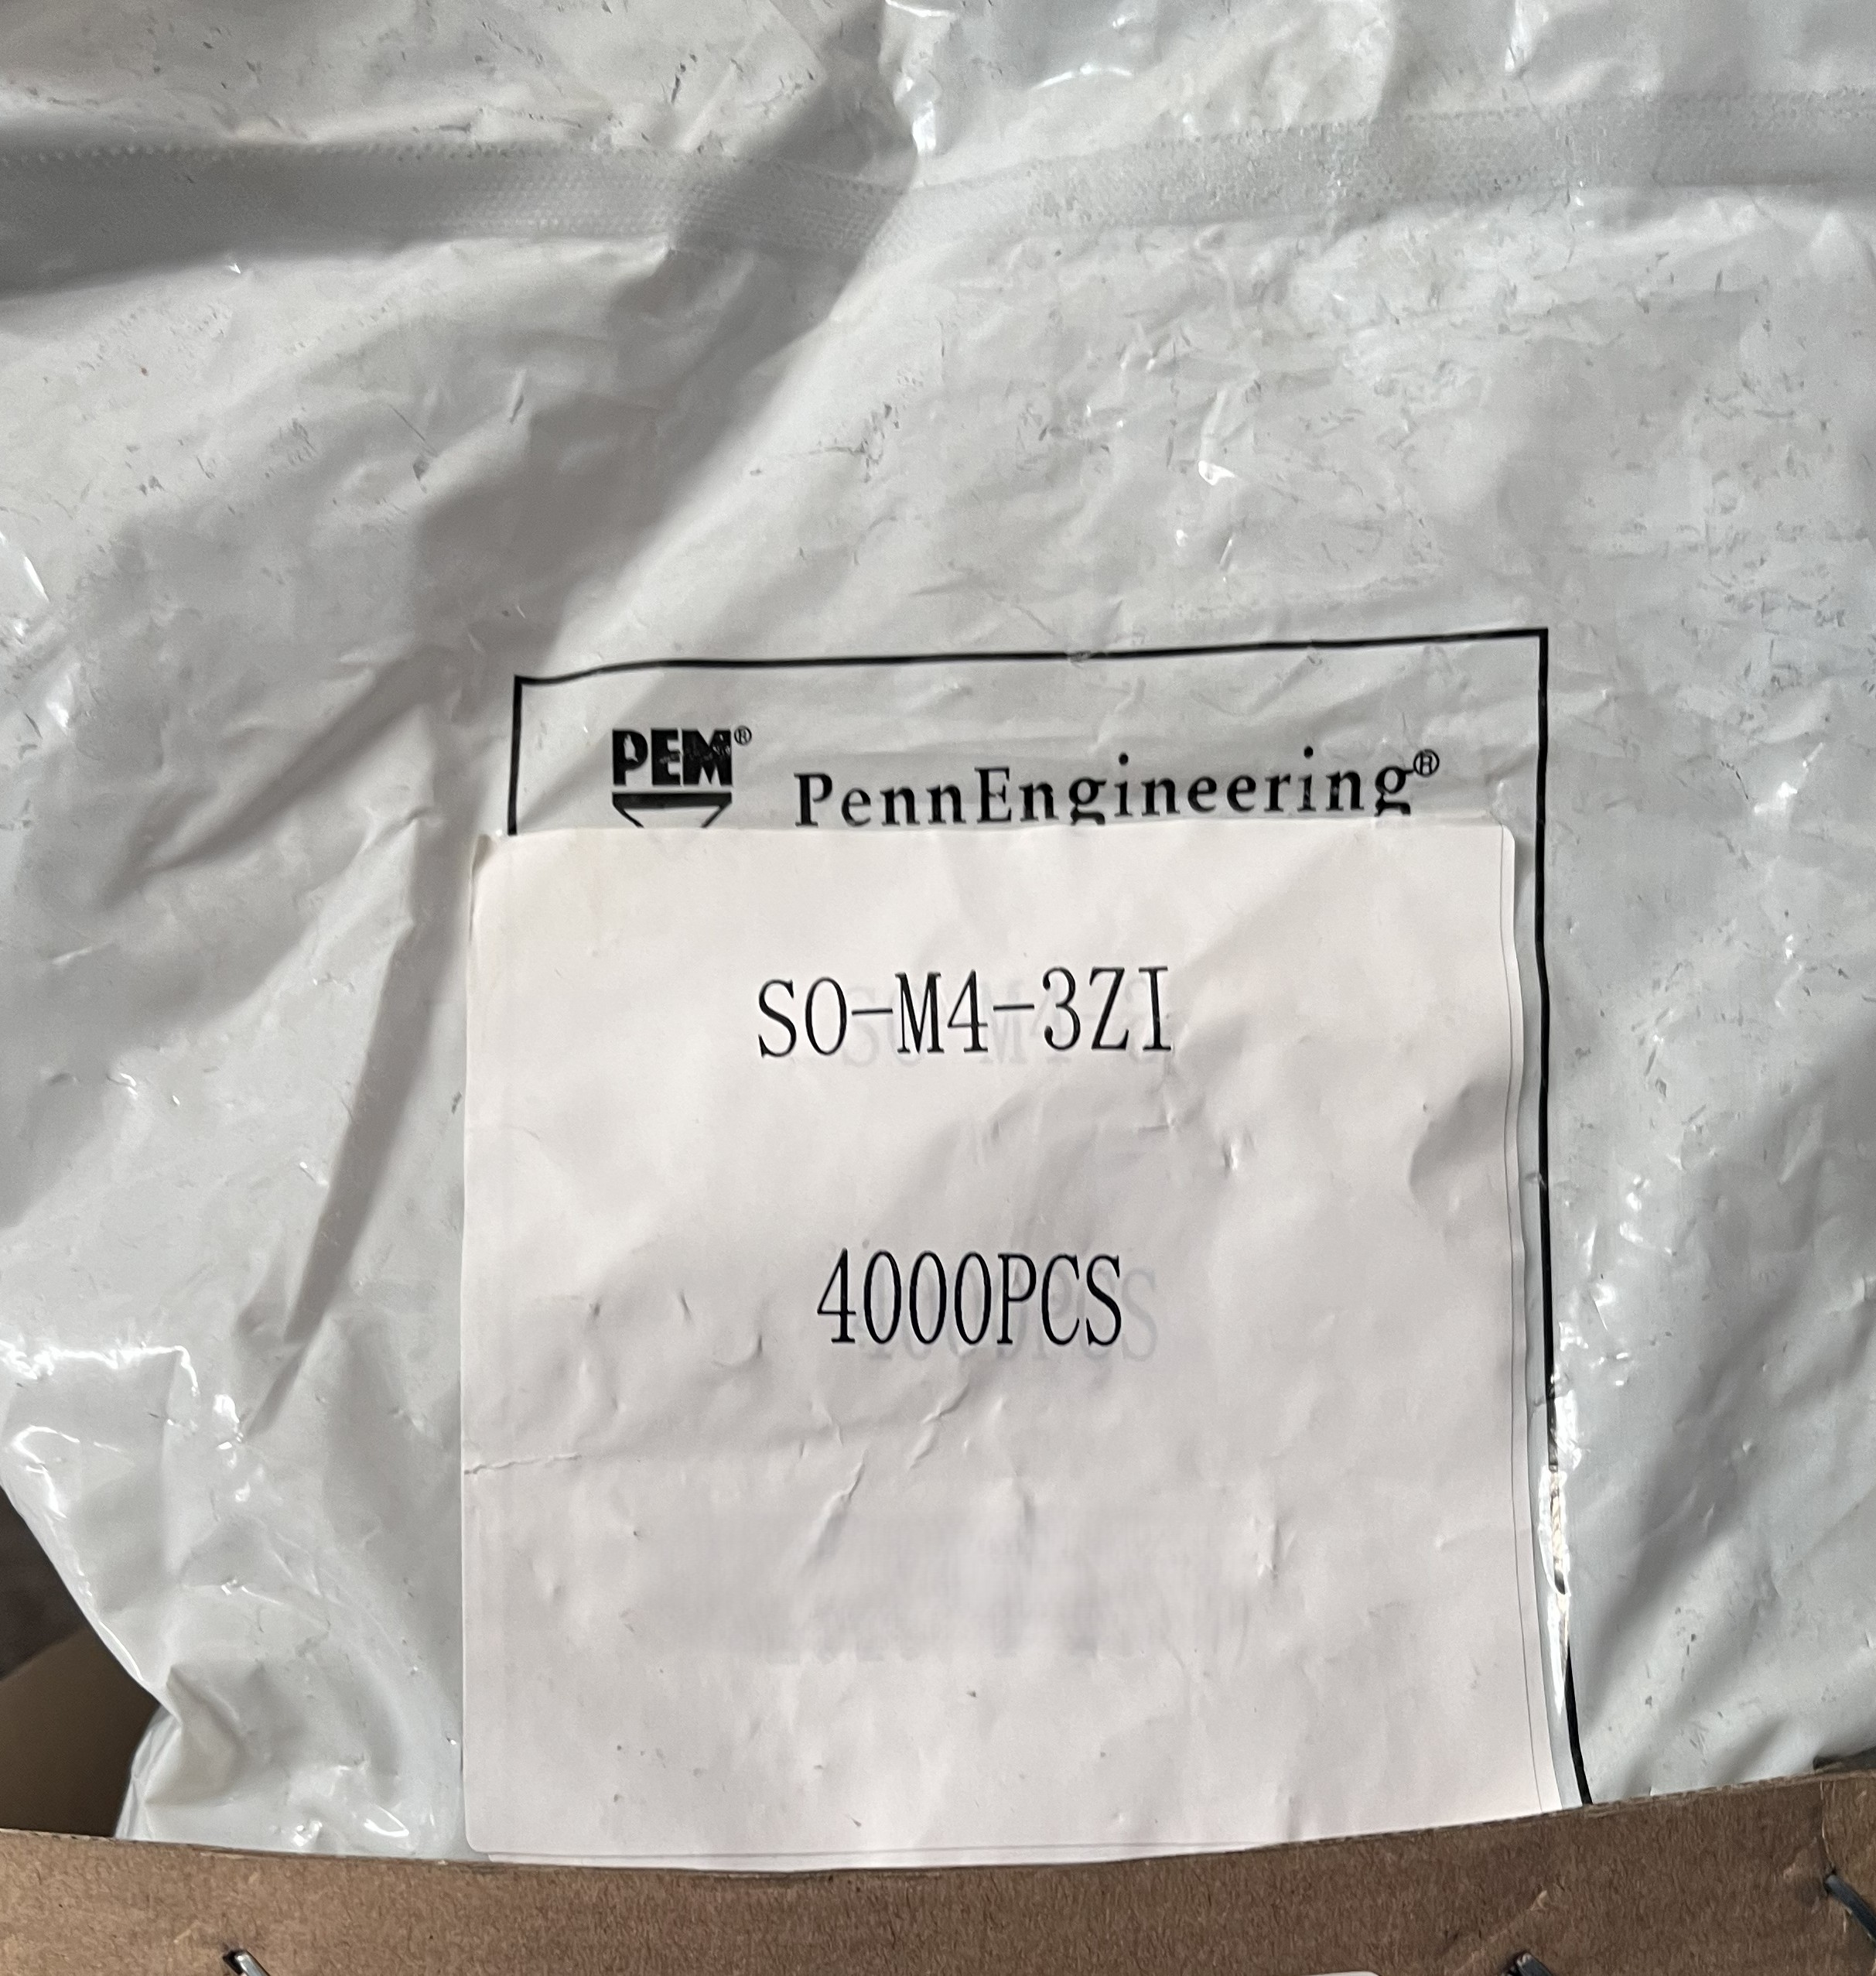 PEM®
PennEngineering®
SO-M4-3ZI
4000PCS